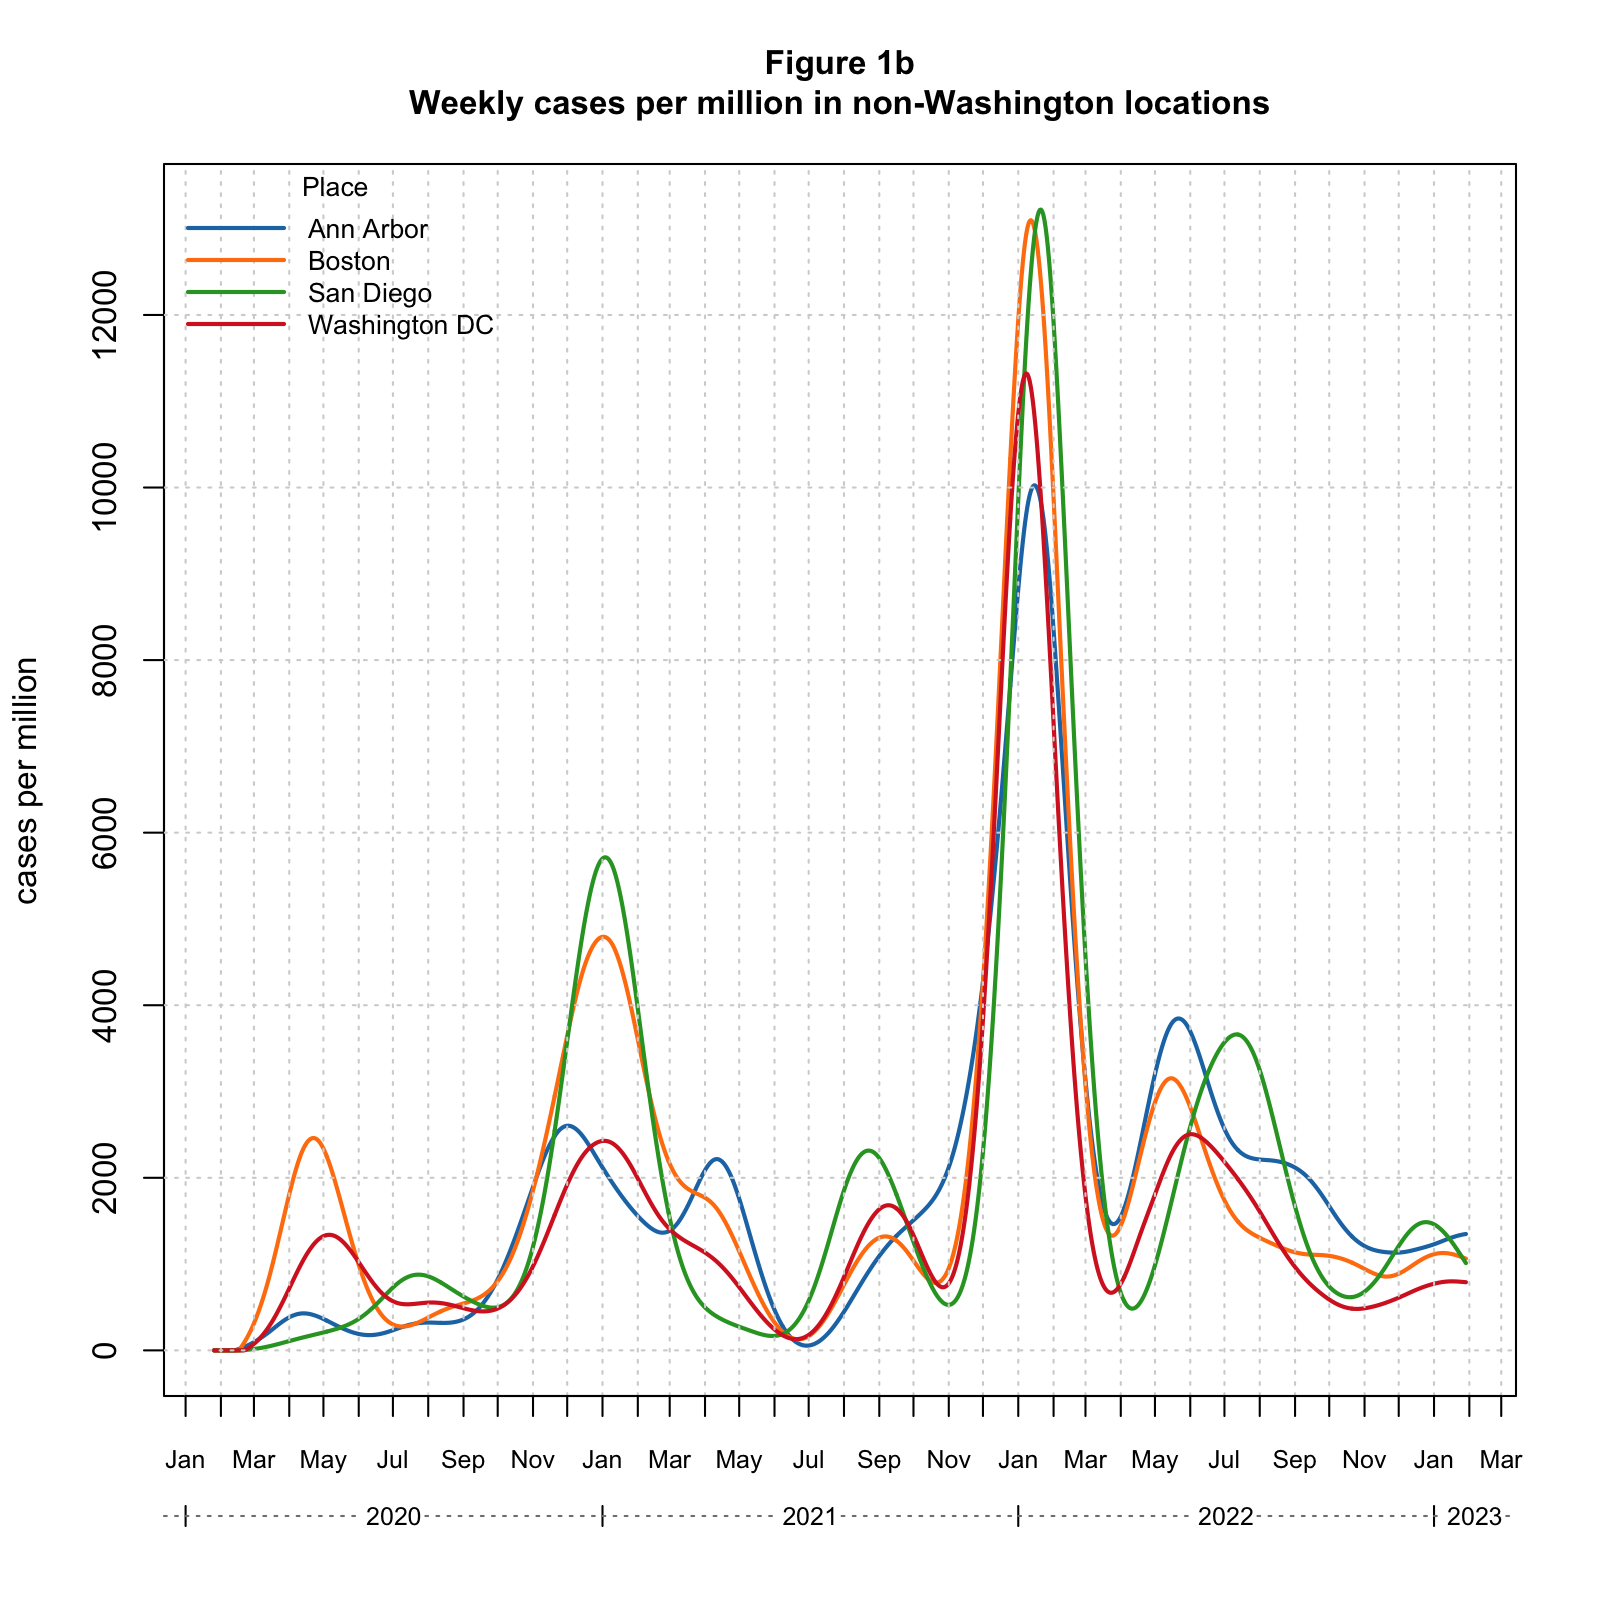 Figure 1b
Weekly cases per million in non-Washington locations
Place
Ann Arbor
Boston
San Diego
Washington DC
cases per million
12000
10000
8000
6000
4000
2000
0
Jan Mar May Jul Sep Nov Jan Mar May Jul Sep Nov Jan Mar May Jul Sep Nov Jan Mar
2020 2021 2022 2023